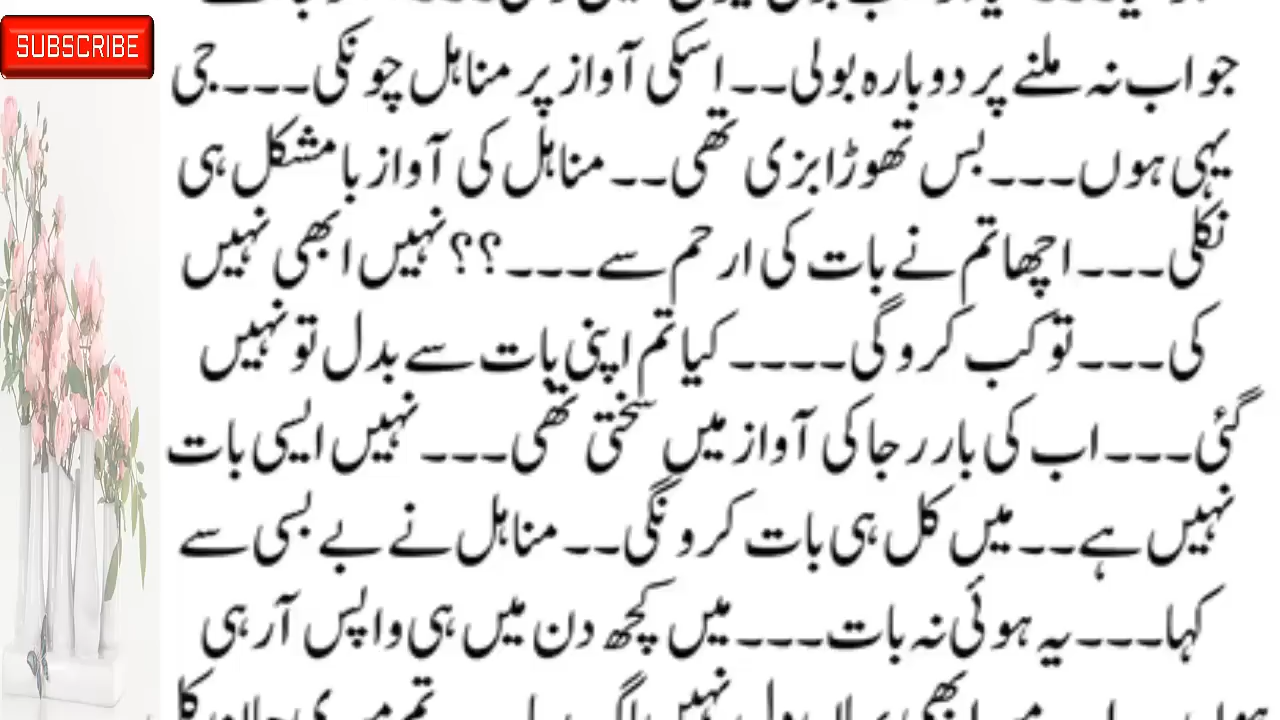 SUBSCRIBE
جواب نہ ملنے پر دوبارہ بولی۔۔اسکی آواز پر مناہل چونکی۔۔۔جی
یہی ہوں۔۔۔بس تھوڑا بزی تھی۔۔مناہل کی آواز بامشکل ہی
نکلی۔۔۔اچھا تم نے بات کی ارحم سے۔۔۔؟؟نہیں ابھی نہیں
کی۔۔۔تو کب کرو گی۔۔۔۔کیا تم اپنی بات سے بدل تو نہیں
گئی۔۔۔اب کی بار رجا کی آواز میں سختی تھی۔۔۔نہیں ایسی بات
نہیں ہے۔۔میں کل ہی بات کرونگی۔۔مناہل نے بے بسی سے
کہا۔۔۔یہ ہوئی نہ بات۔۔۔میں کچھ دن میں ہی واپس آرہی